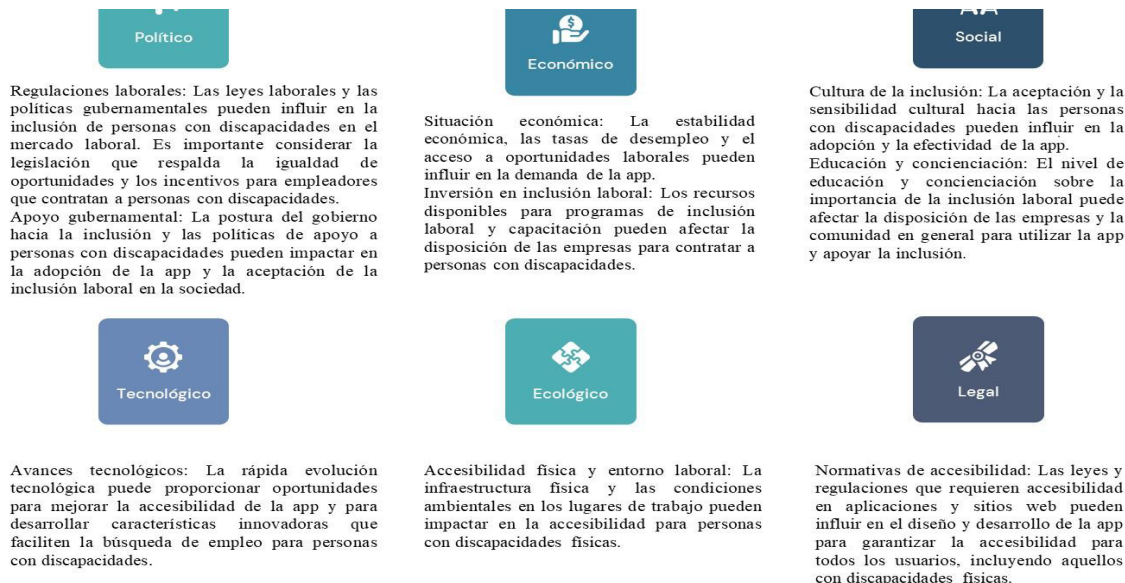 Político
Regulaciones laborales: Las leyes laborales y las
políticas gubernamentales pueden influir en la
inclusión de personas con discapacidades en el
mercado laboral. Es importante considerar la
legislación que respalda la igualdad de
oportunidades y los incentivos para empleadores
que contratan a personas con discapacidades.
Apoyo gubernamental: La postura del gobierno
hacia la inclusión y las políticas de apoyo a
personas con discapacidades pueden impactar en
la adopción de la app y la aceptación de la
inclusión laboral en la sociedad.
$
Económico
Situación económica: La estabilidad
económica, las tasas de desempleo y el
acceso a oportunidades laborales pueden
influir en la demanda de la app.
Inversión en inclusión laboral: Los recursos
disponibles para programas de inclusión
laboral y capacitación pueden afectar la
disposición de las empresas para contratar a
personas con discapacidades.
Social
Cultura de la inclusión: La aceptación y la
sensibilidad cultural hacia las personas
con discapacidades pueden influir en la
adopción y la efectividad de la app.
Educación y concienciación: El nivel de
educación y concienciación sobre la
importancia de la inclusión laboral puede
afectar la disposición de las empresas y la
comunidad en general para utilizar la app
y apoyar la inclusión.
Tecnológico
Avances tecnológicos: La rápida evolución
tecnológica puede proporcionar oportunidades
para mejorar la accesibilidad de la app y para
desarrollar características innovadoras que
faciliten la búsqueda de empleo para personas
con discapacidades.
Ecológico
Accesibilidad física y entorno laboral: La
infraestructura física y las condiciones
ambientales en los lugares de trabajo pueden
impactar en la accesibilidad para personas
con discapacidades físicas.
Legal
Normativas de accesibilidad: Las leyes y
regulaciones que requieren accesibilidad
en aplicaciones y sitios web pueden
influir en el diseño y desarrollo de la app
para garantizar la accesibilidad para
todos los usuarios, incluyendo aquellos
con discapacidades físicas.